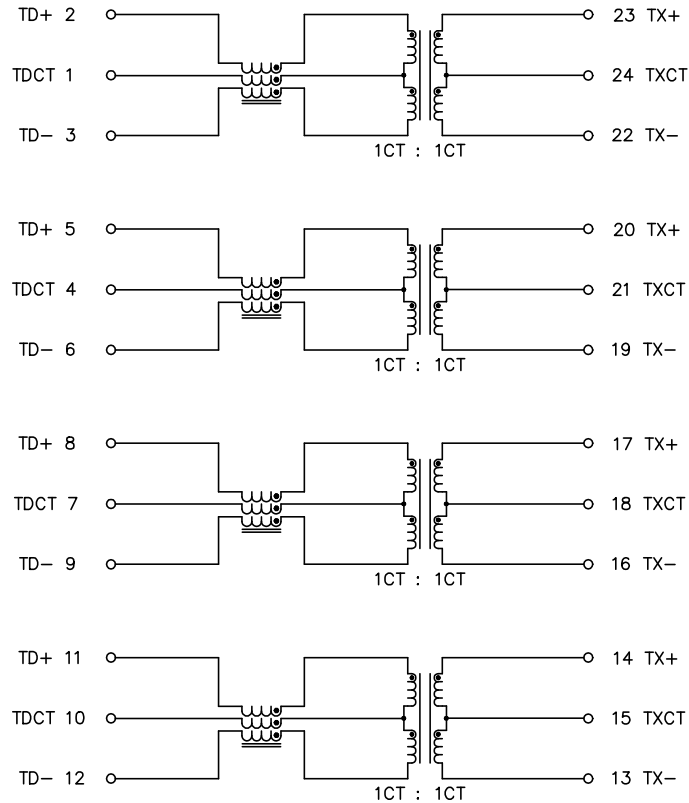 TD+ 2 23 TX+
TDCT 1 24 TXCT
TD- 3 22 TX-
1CT : 1CT
TD+ 5 20 TX+
TDCT 4 21 TXCT
TD- 6 19 TX-
1CT : 1CT
TD+ 8 17 TX+
TDCT 7 18 TXCT
TD- 9 16 TX-
1CT : 1CT
TD+ 11 14 TX+
TDCT 10 15 TXCT
TD- 12 13 TX-
1CT : 1CT